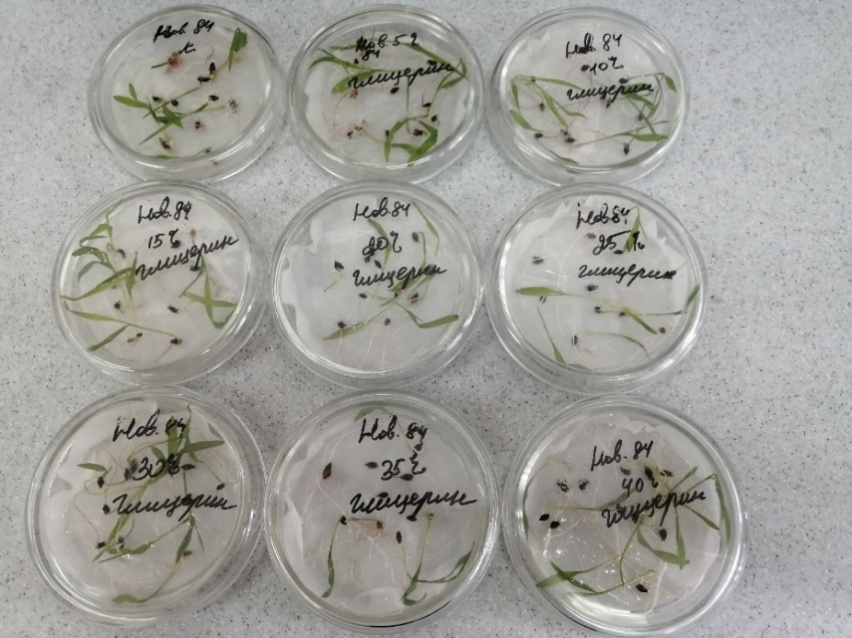 Нов. 84
к
Нов. 5%
84
глицерин
Нов. 84
10%
глицерин
Нов. 84
15%
глицерин
Нов. 84
20%
глицерин
Нов. 84
25%
глицерин
Нов. 84
30%
глицерин
Нов. 84
35%
глицерин
Нов. 84
40%
глицерин